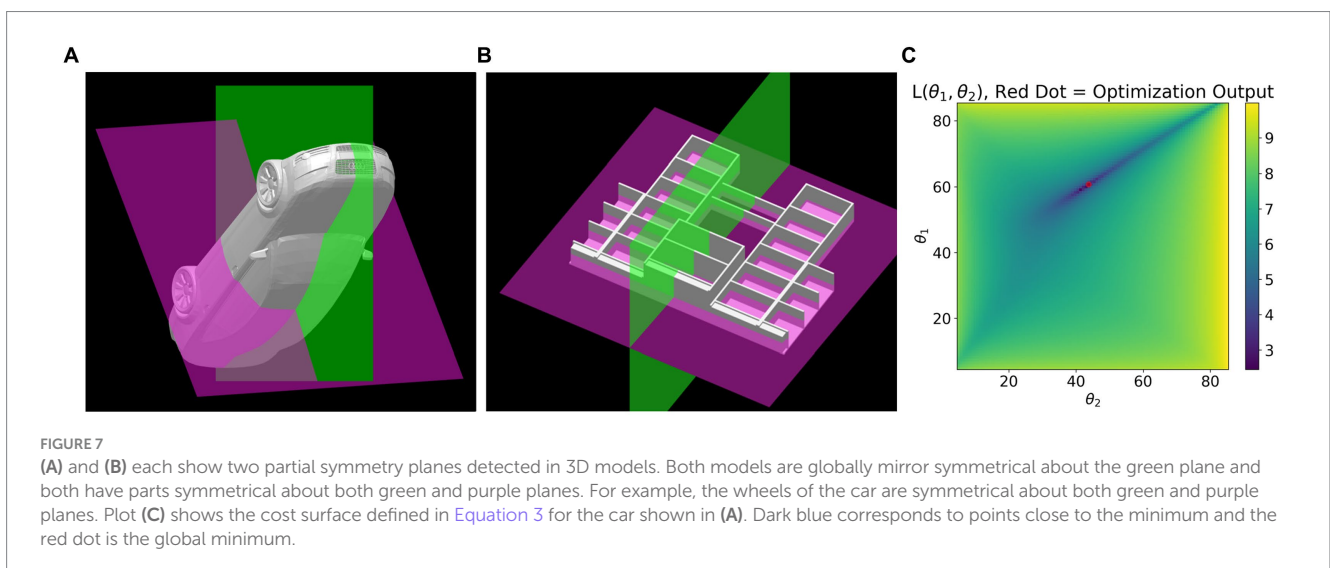 A
B
C
L(θ₁, θ₂), Red Dot = Optimization Output
80
60
40
20
θ₁
20
40
60
80
θ₂
9
8
7
6
5
4
3
FIGURE 7
(A) and (B) each show two partial symmetry planes detected in 3D models. Both models are globally mirror symmetrical about the green plane and
both have parts symmetrical about both green and purple planes. For example, the wheels of the car are symmetrical about both green and purple
planes. Plot (C) shows the cost surface defined in Equation 3 for the car shown in (A). Dark blue corresponds to points close to the minimum and the
red dot is the global minimum.